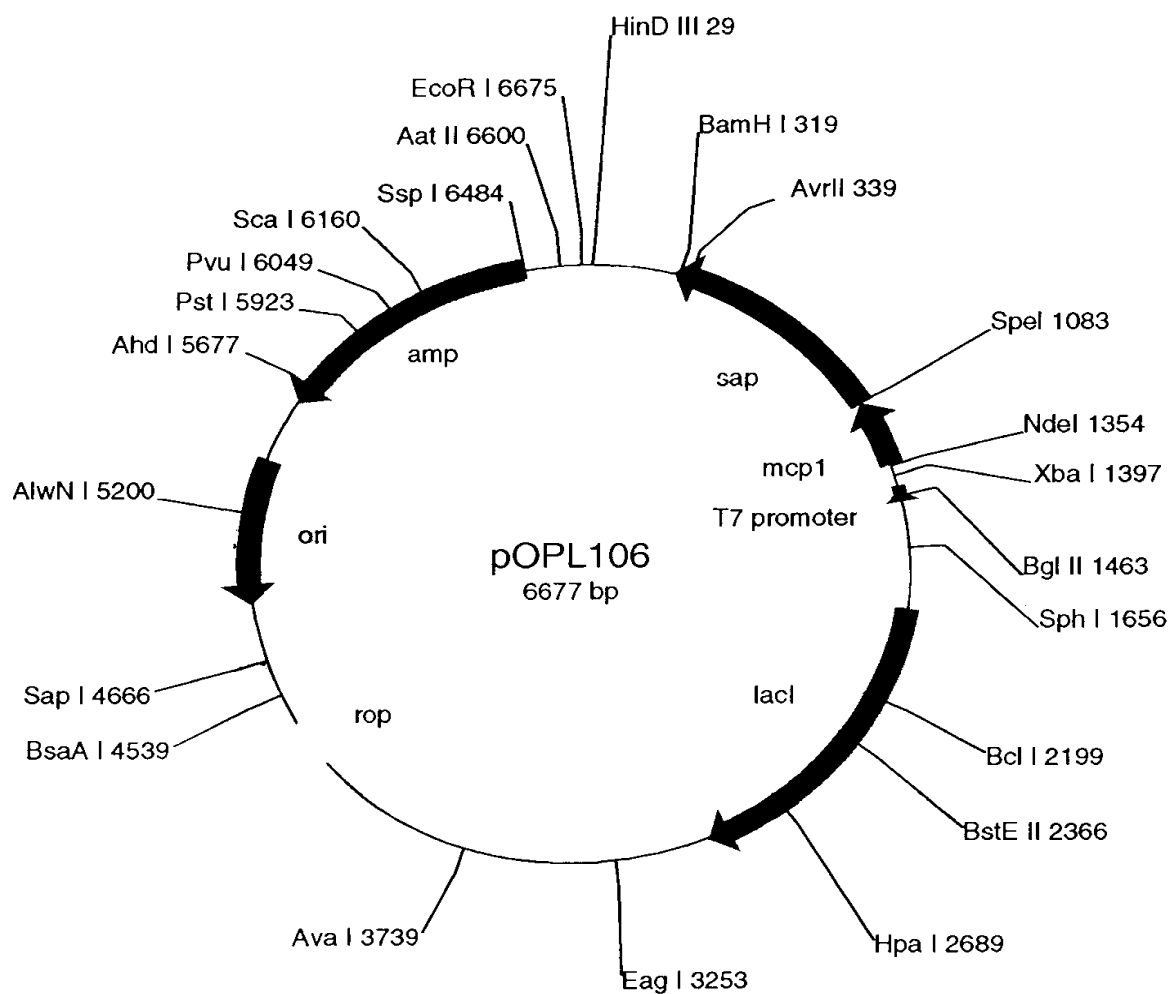 HinD III 29
EcoR I 6675
BamH I 319
Aat II 6600
AvrII 339
Ssp I 6484
Sca I 6160
Pvu I 6049
Pst I 5923
SpeI 1083
Ahd I 5677
amp
sap
NdeI 1354
mcp1
Xba I 1397
AlwN I 5200
T7 promoter
ori
pOPL106
Bgl II 1463
6677 bp
Sph I 1656
Sap I 4666
lacI
rop
BsaA I 4539
Bcl I 2199
BstE II 2366
Ava I 3739
Hpa I 2689
Eag I 3253